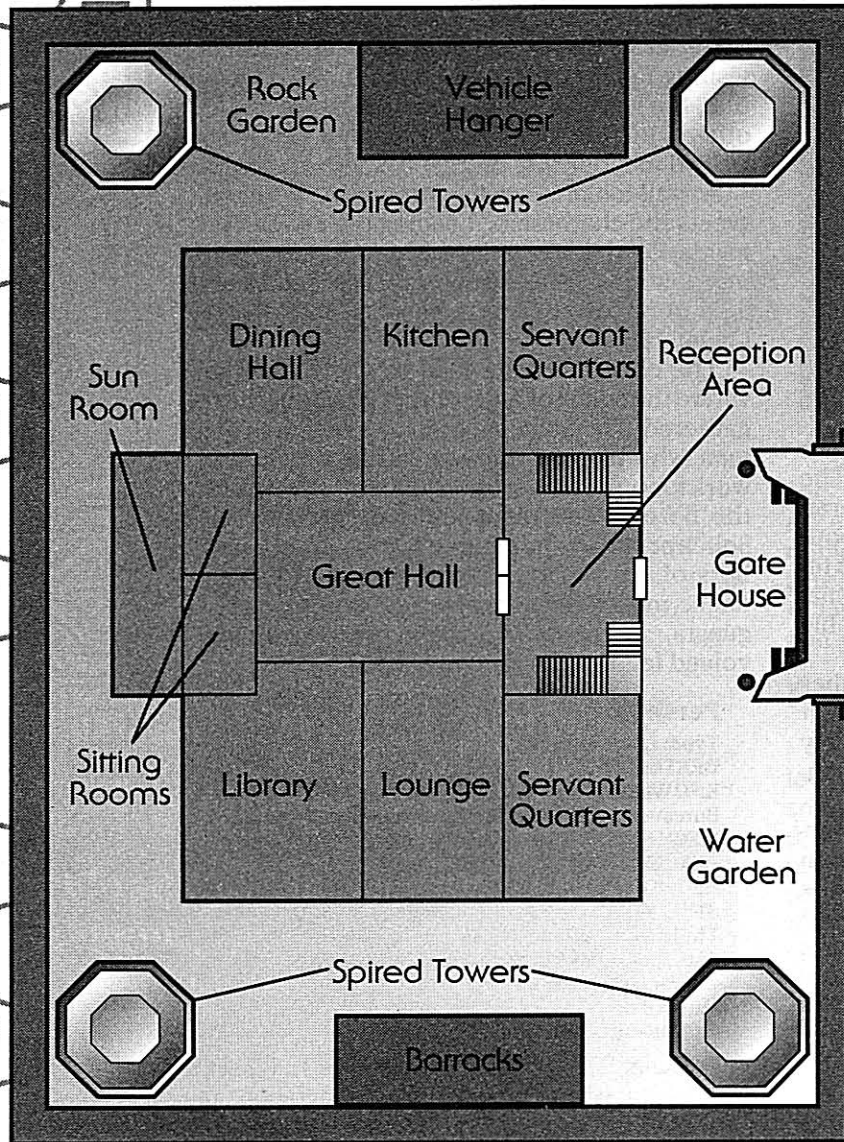 Rock
Garden
Vehicle
Hanger
Spired Towers
Dining
Hall
Kitchen
Servant
Quarters
Reception
Area
Sun
Room
Great Hall
Gate
House
Sitting
Rooms
Library
Lounge
Servant
Quarters
Water
Garden
Spired Towers
Barracks